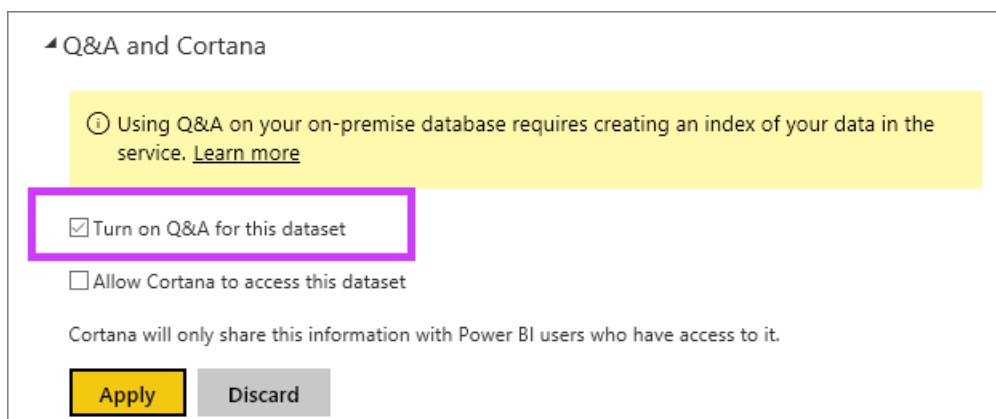 Q&A and Cortana
Using Q&A on your on-premise database requires creating an index of your data in the
service. Learn more
Turn on Q&A for this dataset
Allow Cortana to access this dataset
Cortana will only share this information with Power BI users who have access to it.
Apply Discard